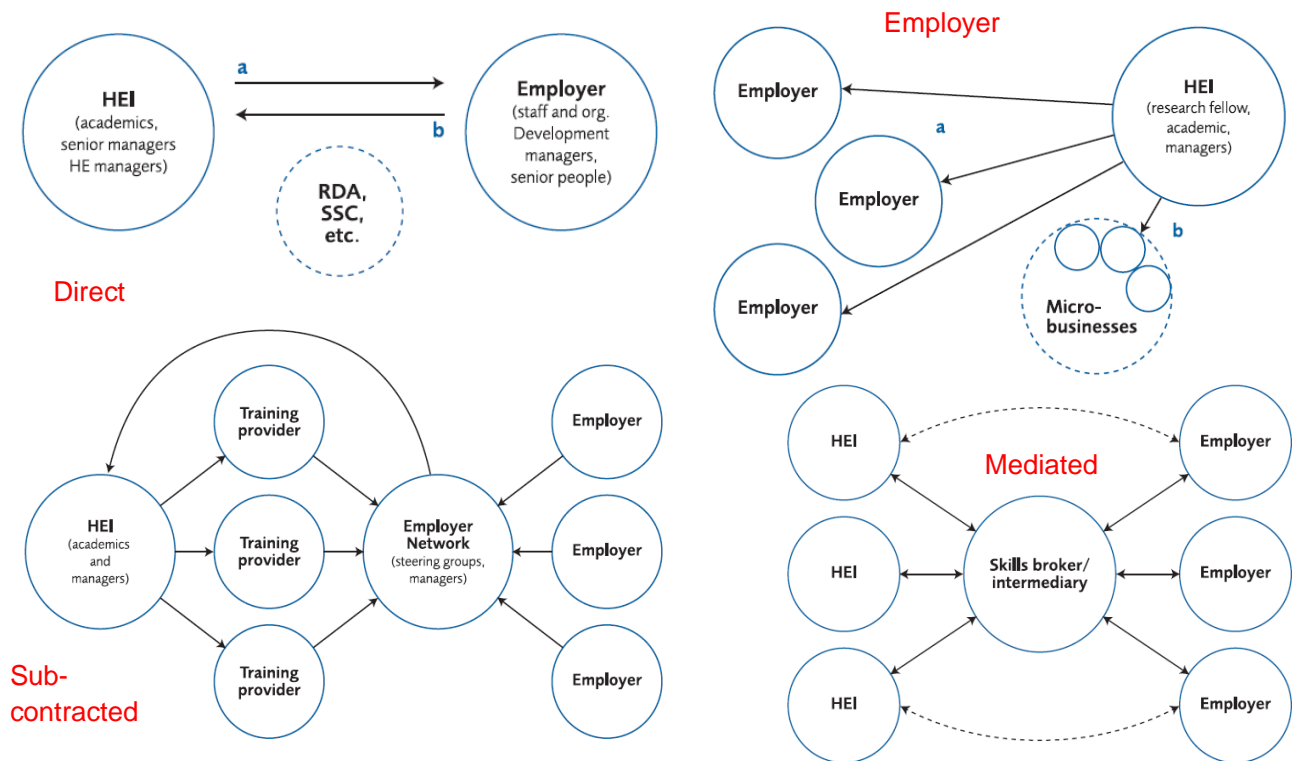 a
HEI
(academics,
senior managers
HE managers)
Employer
(staff and org.
Development
managers,
senior people)
b
RDA,
SSC,
etc.
Direct
Employer
Employer
HEI
(research fellow,
academic,
managers)
a
Employer
b
Employer
Micro-
businesses
Training
provider
Employer
HEI
(academics
and
managers)
Training
provider
Employer
Network
(steering groups,
managers)
Employer
Training
provider
Employer
Sub-
contracted
HEI
Employer
Mediated
HEI
Skills broker/
intermediary
Employer
HEI
Employer